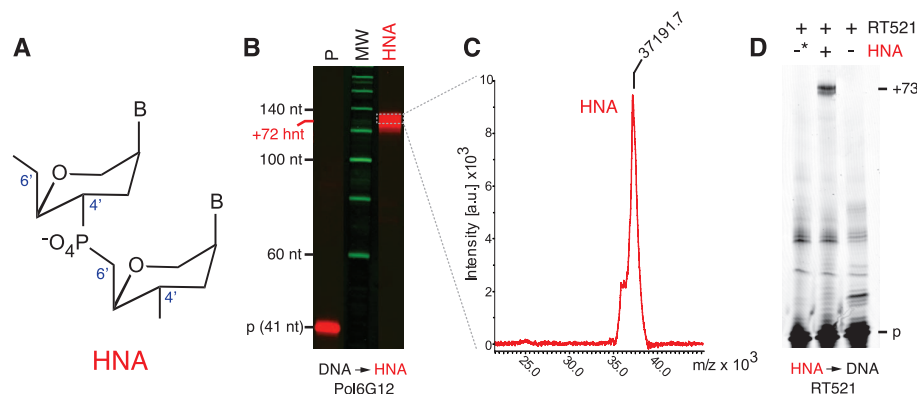 A
B
6'
O
4'
B
⁻O₄P
6'
O
4'
HNA
B
P
MW
HNA
140 nt
+72 hnt
100 nt
60 nt
p (41 nt)
DNA → HNA
Pol6G12
C
37191.7
HNA
Intensity [a.u.] x 10³
10
8
6
4
2
0
25.0
30.0
35.0
40.0
m/z x 10³
D
+ + + RT521
-* + - HNA
+73
p
HNA → DNA
RT521